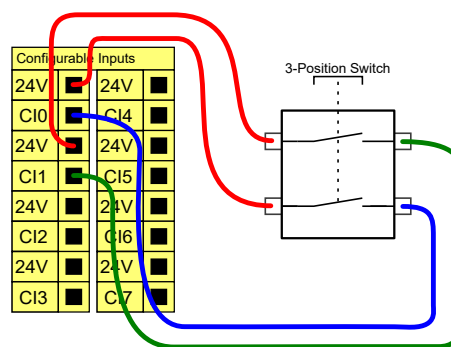 Configurable Inputs
3-Position Switch
24V 24V
CI0 CI4
24V 24V
CI1 CI5
24V 24V
CI2 CI6
24V 24V
CI3 CI7